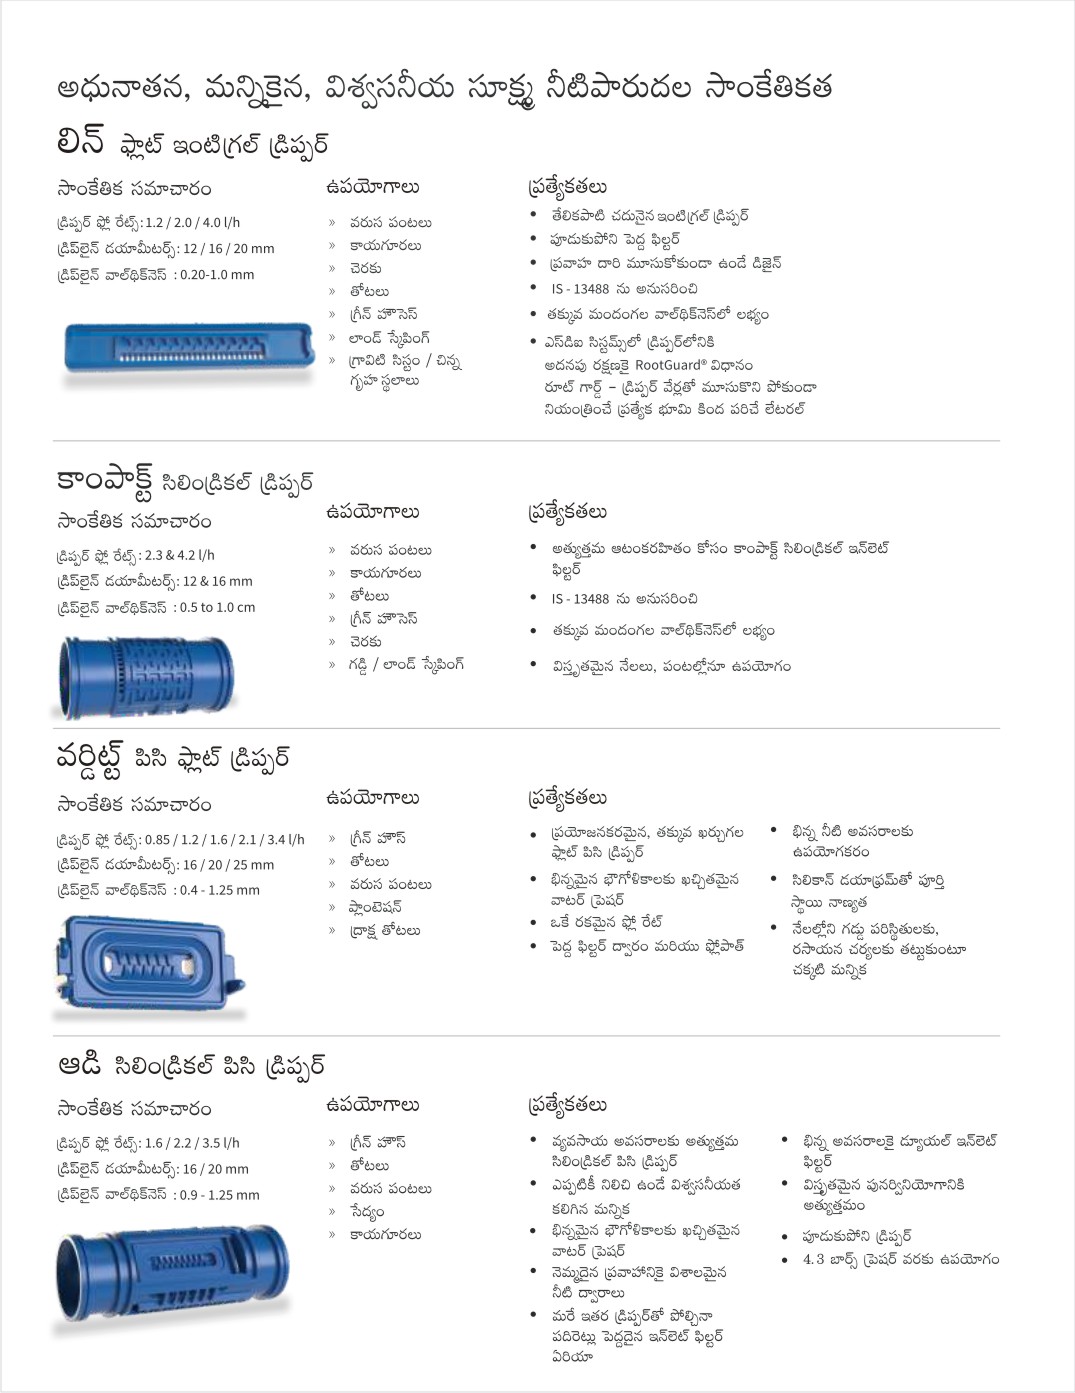 అధునాతన, మన్నికైన, విశ్వసనీయ సూక్ష్మ నీటిపారుదల సాంకేతికత
లిన్ ఫ్లాట్ ఇంటిగ్రల్ డ్రిప్పర్
సాంకేతిక సమాచారం
డ్రిప్పర్ ఫ్లో రేట్స్: 1.2 / 2.0 / 4.0 l/h
డ్రిప్‌లైన్ డయామీటర్స్: 12 / 16 / 20 mm
డ్రిప్‌లైన్ వాల్‌థిక్‌నెస్ : 0.20-1.0 mm
ఉపయోగాలు
» వరుస పంటలు
» కాయగూరలు
» చెరకు
» తోటలు
» గ్రీన్ హౌసెస్
» లాండ్ స్కేపింగ్
» గ్రావిటి సిస్టం / చిన్న
గృహ స్థలాలు
ప్రత్యేకతలు
• తేలికపాటి చదునైన ఇంటిగ్రల్ డ్రిప్పర్
• పూడుకుపోని పెద్ద ఫిల్టర్
• ప్రవాహ దారి మూసుకోకుండా ఉండే డిజైన్
• IS - 13488 ను అనుసరించి
• తక్కువ మందంగల వాల్‌థిక్‌నెస్‌లో లభ్యం
• ఎస్‌డిఐ సిస్టమ్స్‌లో డ్రిప్పర్‌లోనికి
అదనపు రక్షణకై RootGuard® విధానం
రూట్ గార్డ్ – డ్రిప్పర్ వేర్లతో మూసుకొని పోకుండా
నియంత్రించే ప్రత్యేక భూమి కింద పరిచే లేటరల్
కాంపాక్ట్ సిలిండ్రికల్ డ్రిప్పర్
సాంకేతిక సమాచారం
డ్రిప్పర్ ఫ్లో రేట్స్: 2.3 & 4.2 l/h
డ్రిప్‌లైన్ డయామీటర్స్: 12 & 16 mm
డ్రిప్‌లైన్ వాల్‌థిక్‌నెస్ : 0.5 to 1.0 cm
ఉపయోగాలు
» వరుస పంటలు
» కాయగూరలు
» తోటలు
» గ్రీన్ హౌసెస్
» చెరకు
» గడ్డి / లాండ్ స్కేపింగ్
ప్రత్యేకతలు
• అత్యుత్తమ ఆటంకరహితం కోసం కాంపాక్ట్ సిలిండ్రికల్ ఇన్‌లెట్
ఫిల్టర్
• IS - 13488 ను అనుసరించి
• తక్కువ మందంగల వాల్‌థిక్‌నెస్‌లో లభ్యం
• విస్తృతమైన నేలలు, పంటల్లోనూ ఉపయోగం
వర్డిట్ట్ పిసి ఫ్లాట్ డ్రిప్పర్
సాంకేతిక సమాచారం
డ్రిప్పర్ ఫ్లో రేట్స్: 0.85 / 1.2 / 1.6 / 2.1 / 3.4 l/h
డ్రిప్‌లైన్ డయామీటర్స్: 16 / 20 / 25 mm
డ్రిప్‌లైన్ వాల్‌థిక్‌నెస్ : 0.4 - 1.25 mm
ఉపయోగాలు
» గ్రీన్ హౌస్
» తోటలు
» వరుస పంటలు
» ప్లాంటెషన్
» ద్రాక్ష తోటలు
ప్రత్యేకతలు
• ప్రయోజనకరమైన, తక్కువ ఖర్చుగల
ఫ్లాట్ పిసి డ్రిప్పర్
• భిన్నమైన భౌగోళికాలకు ఖచ్చితమైన
వాటర్ ప్రెషర్
• ఒకే రకమైన ఫ్లో రేట్
• పెద్ద ఫిల్టర్ ద్వారం మరియు ఫ్లోపాత్
• భిన్న నీటి అవసరాలకు
ఉపయోగకరం
• సిలికాన్ డయాఫ్రమ్‌తో పూర్తి
స్థాయి నాణ్యత
• నేలల్లోని గడ్డు పరిస్థితులకు,
రసాయన చర్యలకు తట్టుకుంటూ
చక్కటి మన్నిక
ఆడి సిలిండ్రికల్ పిసి డ్రిప్పర్
సాంకేతిక సమాచారం
డ్రిప్పర్ ఫ్లో రేట్స్: 1.6 / 2.2 / 3.5 l/h
డ్రిప్‌లైన్ డయామీటర్స్: 16 / 20 mm
డ్రిప్‌లైన్ వాల్‌థిక్‌నెస్ : 0.9 - 1.25 mm
ఉపయోగాలు
» గ్రీన్ హౌస్
» తోటలు
» వరుస పంటలు
» సేద్యం
» కాయగూరలు
ప్రత్యేకతలు
• వ్యవసాయ అవసరాలకు అత్యుత్తమ
సిలిండ్రికల్ పిసి డ్రిప్పర్
• ఎప్పటికీ నిలిచి ఉండే విశ్వసనీయత
కలిగిన మన్నిక
• భిన్నమైన భౌగోళికాలకు ఖచ్చితమైన
వాటర్ ప్రెషర్
• నెమ్మదైన ప్రవాహానికై విశాలమైన
నీటి ద్వారాలు
• మరే ఇతర డ్రిప్పర్‌తో పోల్చినా
పదిరెట్లు పెద్దదైన ఇన్‌లెట్ ఫిల్టర్
ఏరియా
• భిన్న అవసరాలకై డ్యూయల్ ఇన్‌లెట్
ఫిల్టర్
• విస్తృతమైన పునర్వినియోగానికి
అత్యుత్తమం
• పూడుకుపోని డ్రిప్పర్
• 4.3 బార్స్ ప్రెషర్ వరకు ఉపయోగం